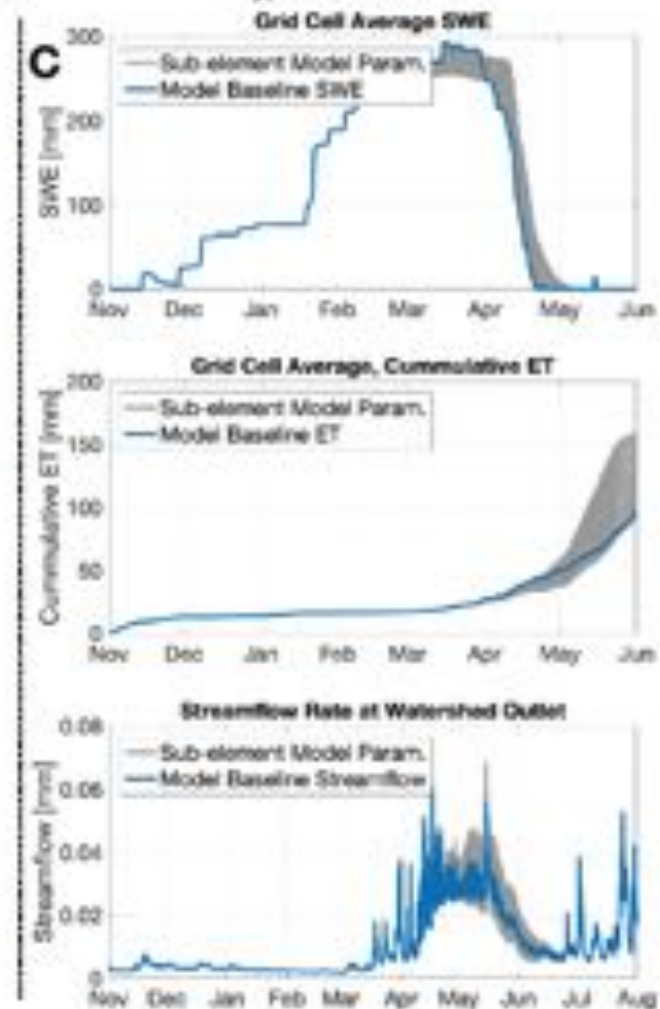 C
Grid Cell Average SWE
Sub-element Model Param.
Model Baseline SWE
SWE [mm]
300
200
100
0
Nov Dec Jan Feb Mar Apr May Jun
Grid Cell Average, Cummulative ET
Sub-element Model Param.
Model Baseline ET
Cummulative ET [mm]
200
150
100
50
0
Nov Dec Jan Feb Mar Apr May Jun
Streamflow Rate at Watershed Outlet
Sub-element Model Param.
Model Baseline Streamflow
Streamflow [mm]
0.08
0.06
0.04
0.02
0
Nov Dec Jan Feb Mar Apr May Jun Jul Aug